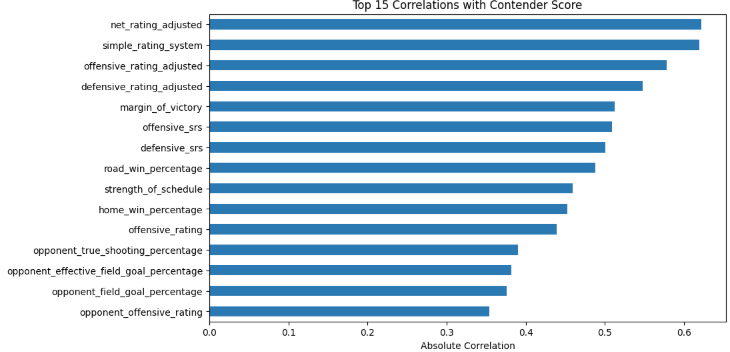 Top 15 Correlations with Contender Score
net_rating_adjusted
simple_rating_system
offensive_rating_adjusted
defensive_rating_adjusted
margin_of_victory
offensive_srs
defensive_srs
road_win_percentage
strength_of_schedule
home_win_percentage
offensive_rating
opponent_true_shooting_percentage
opponent_effective_field_goal_percentage
opponent_field_goal_percentage
opponent_offensive_rating
0.0 0.1 0.2 0.3 0.4 0.5 0.6
Absolute Correlation